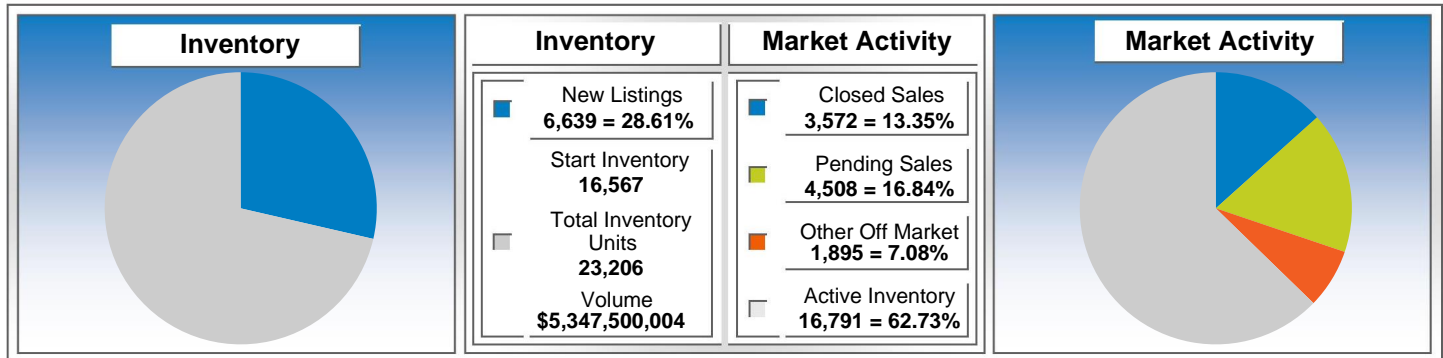 Inventory
Inventory
New Listings
6,639 = 28.61%
Start Inventory
16,567
Total Inventory
Units
23,206
Volume
$5,347,500,004
Market Activity
Closed Sales
3,572 = 13.35%
Pending Sales
4,508 = 16.84%
Other Off Market
1,895 = 7.08%
Active Inventory
16,791 = 62.73%
Market Activity